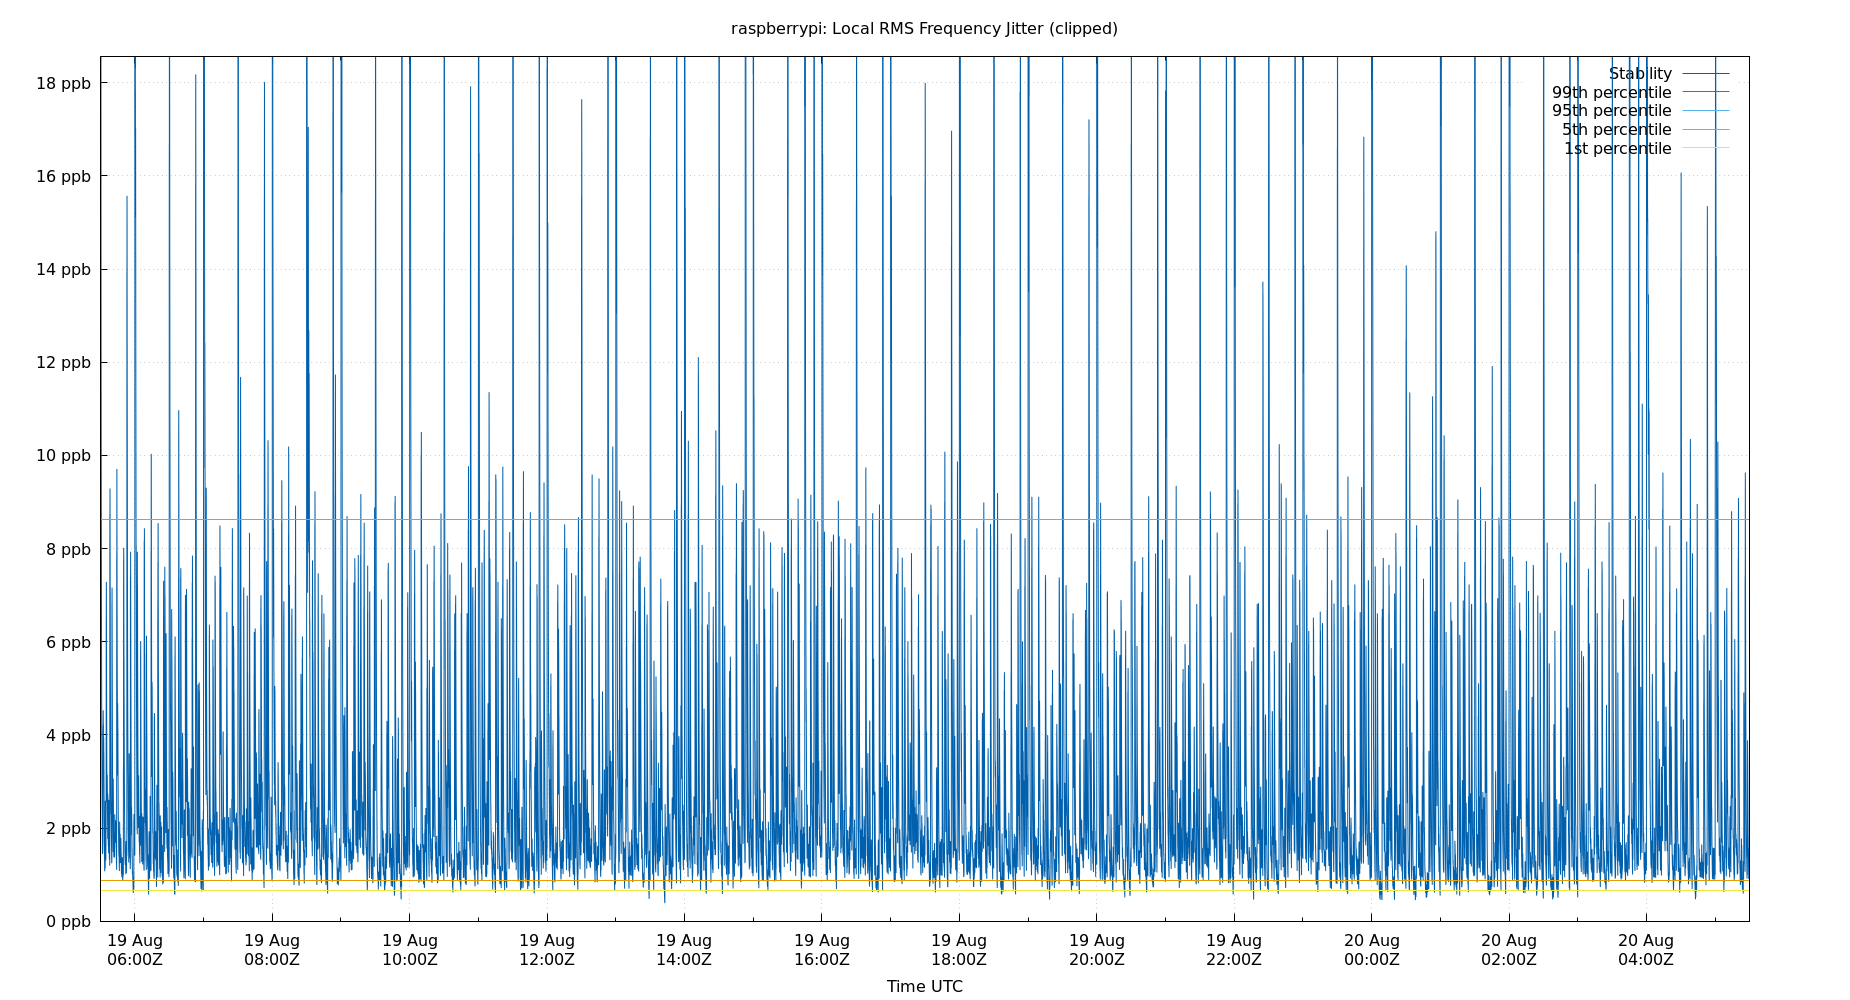 raspberrypi: Local RMS Frequency Jitter (clipped)
Stability
99th percentile
95th percentile
5th percentile
1st percentile
18 ppb
16 ppb
14 ppb
12 ppb
10 ppb
8 ppb
6 ppb
4 ppb
2 ppb
0 ppb
19 Aug 19 Aug 19 Aug 19 Aug 19 Aug 19 Aug 19 Aug 19 Aug 19 Aug 20 Aug 20 Aug 20 Aug
06:00Z 08:00Z 10:00Z 12:00Z 14:00Z 16:00Z 18:00Z 20:00Z 22:00Z 00:00Z 02:00Z 04:00Z
Time UTC